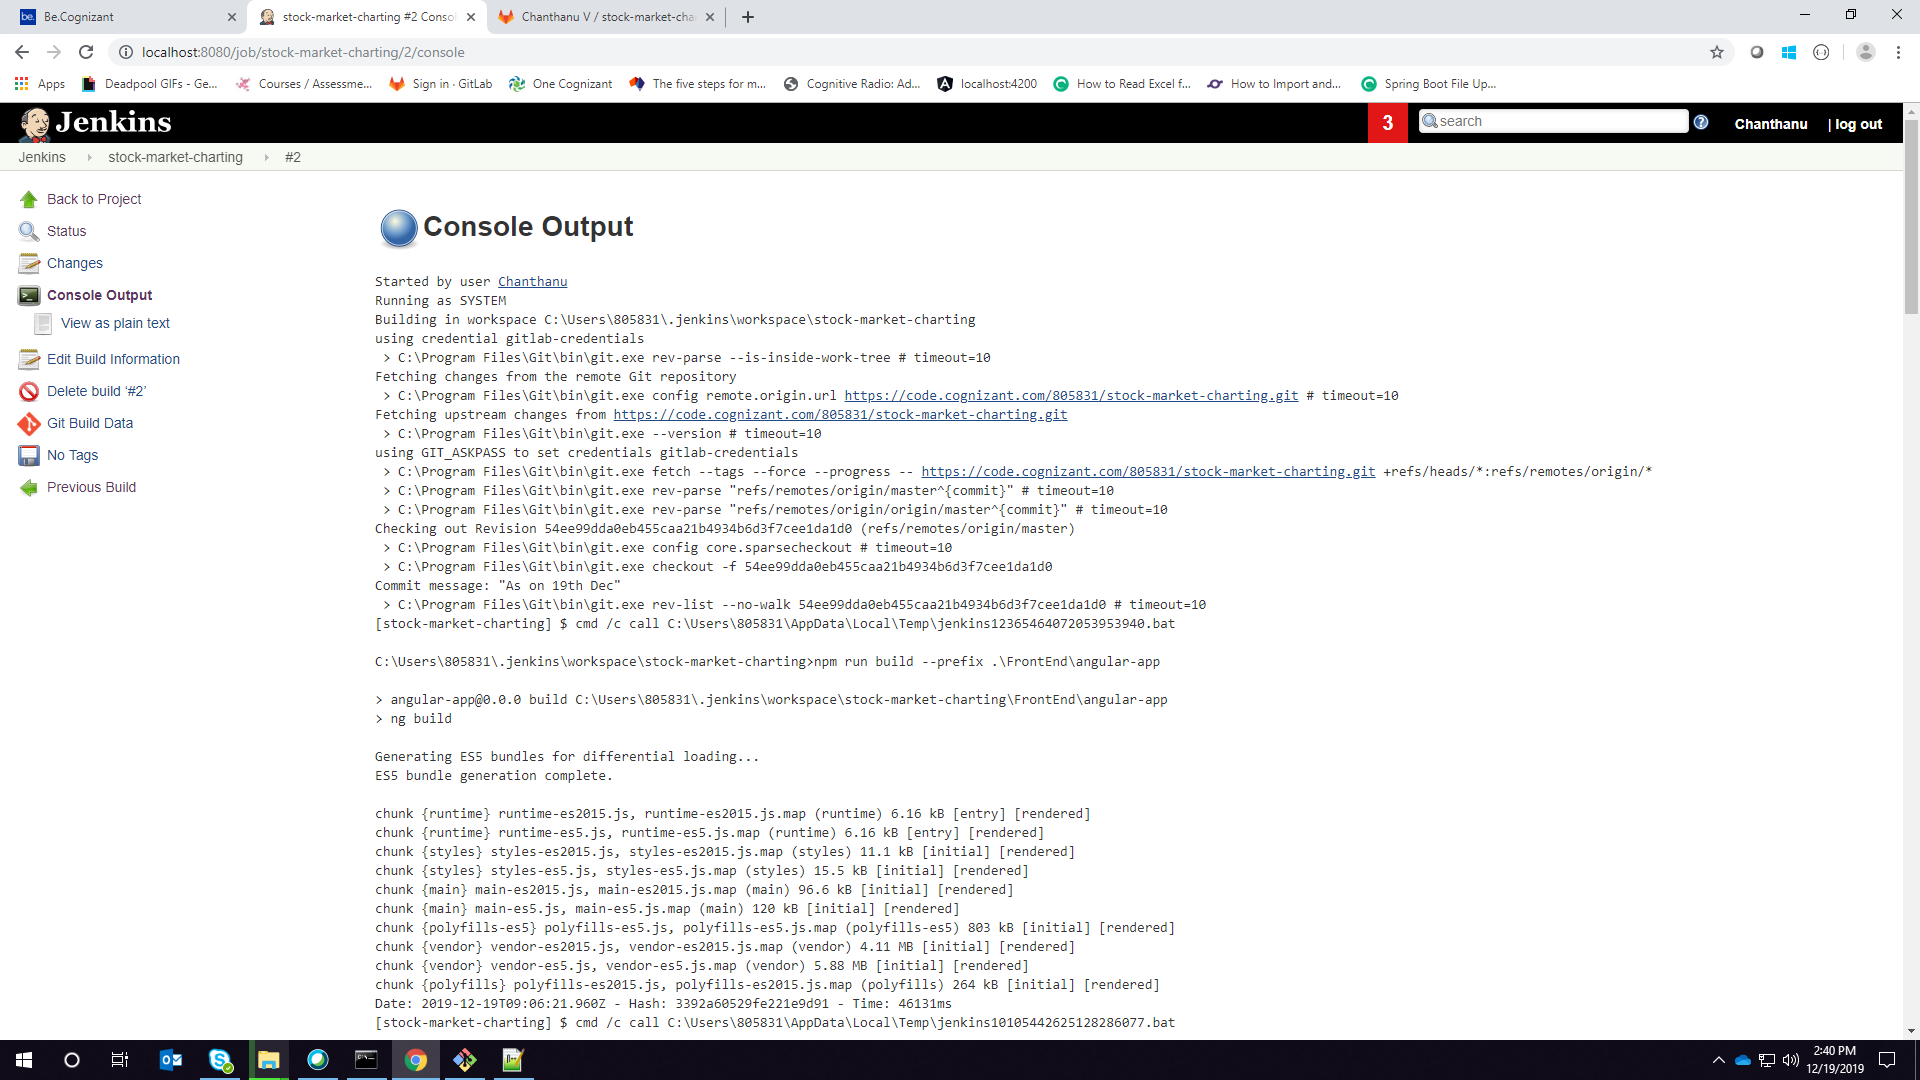 be. Be.Cognizant
stock-market-charting #2 Consol
Chanthanu V / stock-market-cha
localhost:8080/job/stock-market-charting/2/console
Apps
Deadpool GIFs - Ge...
Courses / Assessme...
Sign in · GitLab
One Cognizant
The five steps for m...
Cognitive Radio: Ad...
localhost:4200
How to Read Excel f...
How to Import and...
Spring Boot File Up...
Jenkins
3
search
Chanthanu
| log out
Jenkins
stock-market-charting
#2
Back to Project
Status
Changes
Console Output
View as plain text
Edit Build Information
Delete build ‘#2’
Git Build Data
No Tags
Previous Build
Console Output
Started by user Chanthanu
Running as SYSTEM
Building in workspace C:\Users\805831\.jenkins\workspace\stock-market-charting
using credential gitlab-credentials
> C:\Program Files\Git\bin\git.exe rev-parse --is-inside-work-tree # timeout=10
Fetching changes from the remote Git repository
> C:\Program Files\Git\bin\git.exe config remote.origin.url https://code.cognizant.com/805831/stock-market-charting.git # timeout=10
Fetching upstream changes from https://code.cognizant.com/805831/stock-market-charting.git
> C:\Program Files\Git\bin\git.exe --version # timeout=10
using GIT_ASKPASS to set credentials gitlab-credentials
> C:\Program Files\Git\bin\git.exe fetch --tags --force --progress -- https://code.cognizant.com/805831/stock-market-charting.git +refs/heads/*:refs/remotes/origin/*
> C:\Program Files\Git\bin\git.exe rev-parse "refs/remotes/origin/master^{commit}" # timeout=10
> C:\Program Files\Git\bin\git.exe rev-parse "refs/remotes/origin/origin/master^{commit}" # timeout=10
Checking out Revision 54ee99dda0eb455caa21b4934b6d3f7cee1da1d0 (refs/remotes/origin/master)
> C:\Program Files\Git\bin\git.exe config core.sparsecheckout # timeout=10
> C:\Program Files\Git\bin\git.exe checkout -f 54ee99dda0eb455caa21b4934b6d3f7cee1da1d0
Commit message: "As on 19th Dec"
> C:\Program Files\Git\bin\git.exe rev-list --no-walk 54ee99dda0eb455caa21b4934b6d3f7cee1da1d0 # timeout=10
[stock-market-charting] $ cmd /c call C:\Users\805831\AppData\Local\Temp\jenkins12365464072053953940.bat
C:\Users\805831\.jenkins\workspace\stock-market-charting>npm run build --prefix .\FrontEnd\angular-app
> angular-app@0.0.0 build C:\Users\805831\.jenkins\workspace\stock-market-charting\FrontEnd\angular-app
> ng build
Generating ES5 bundles for differential loading...
ES5 bundle generation complete.
chunk {runtime} runtime-es2015.js, runtime-es2015.js.map (runtime) 6.16 kB [entry] [rendered]
chunk {runtime} runtime-es5.js, runtime-es5.js.map (runtime) 6.16 kB [entry] [rendered]
chunk {styles} styles-es2015.js, styles-es2015.js.map (styles) 11.1 kB [initial] [rendered]
chunk {styles} styles-es5.js, styles-es5.js.map (styles) 15.5 kB [initial] [rendered]
chunk {main} main-es2015.js, main-es2015.js.map (main) 96.6 kB [initial] [rendered]
chunk {main} main-es5.js, main-es5.js.map (main) 120 kB [initial] [rendered]
chunk {polyfills-es5} polyfills-es5.js, polyfills-es5.js.map (polyfills-es5) 803 kB [initial] [rendered]
chunk {vendor} vendor-es2015.js, vendor-es2015.js.map (vendor) 4.11 MB [initial] [rendered]
chunk {vendor} vendor-es5.js, vendor-es5.js.map (vendor) 5.88 MB [initial] [rendered]
chunk {polyfills} polyfills-es2015.js, polyfills-es2015.js.map (polyfills) 264 kB [initial] [rendered]
Date: 2019-12-19T09:06:21.960Z - Hash: 3392a60529fe221e9d91 - Time: 46131ms
[stock-market-charting] $ cmd /c call C:\Users\805831\AppData\Local\Temp\jenkins10105442625128286077.bat
2:40 PM
12/19/2019